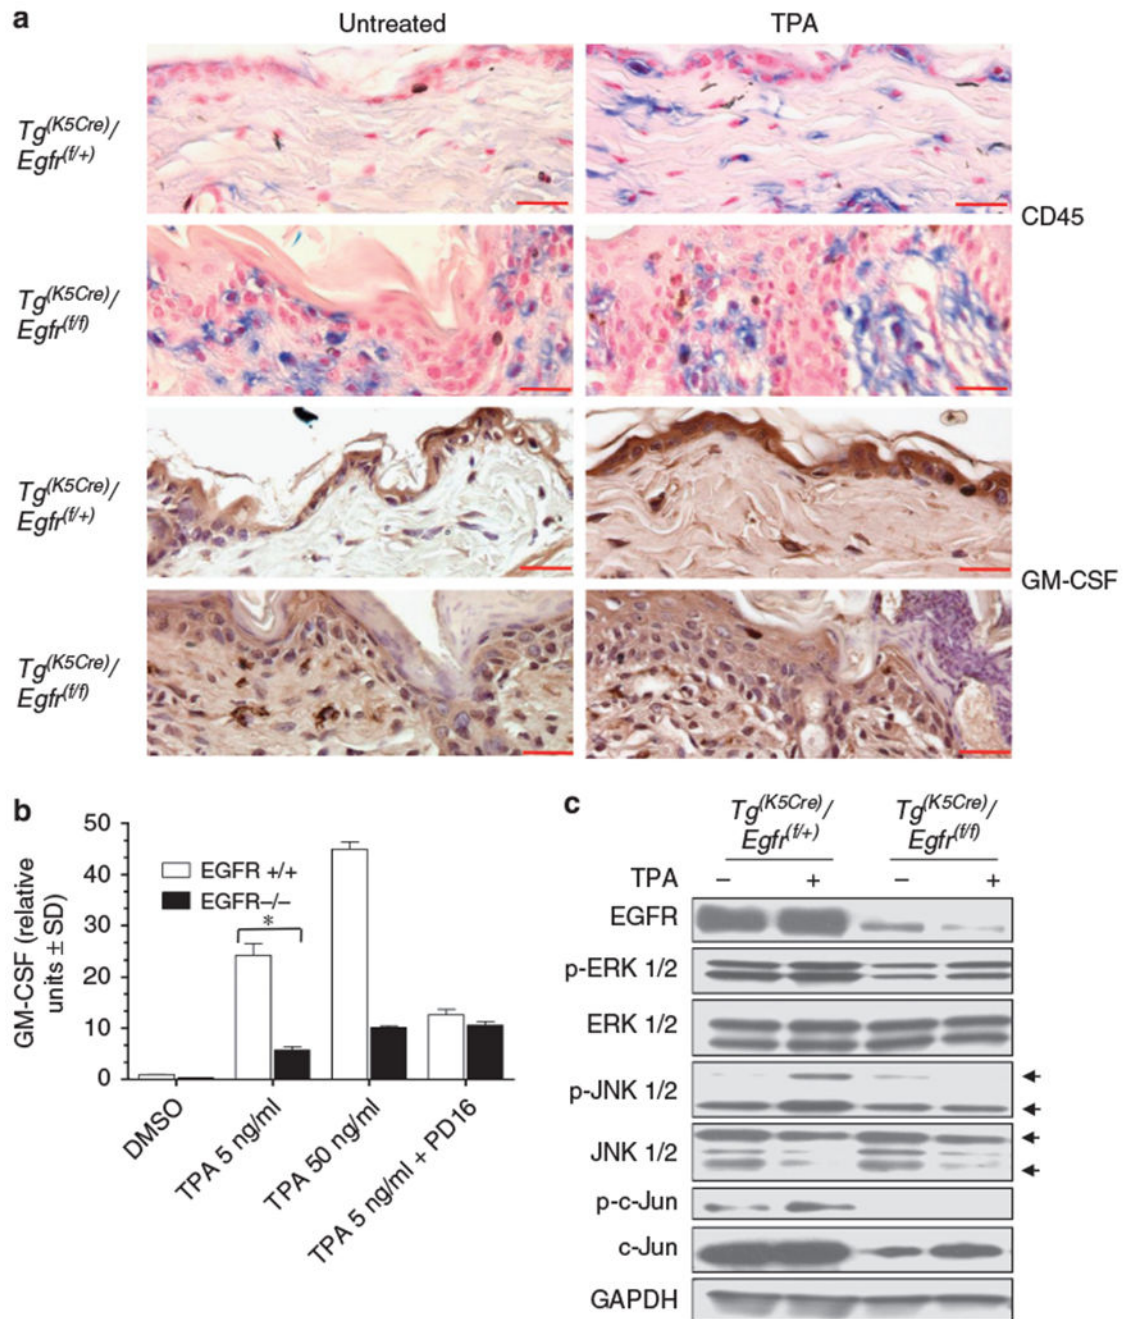 a
Untreated
TPA
Tg(K5Cre)/
Egfr(f/+)
CD45
Tg(K5Cre)/
Egfr(f/f)
Tg(K5Cre)/
Egfr(f/+)
GM-CSF
Tg(K5Cre)/
Egfr(f/f)
b
GM-CSF (relative
units ± SD)
50
40
30
20
10
0
EGFR +/+
EGFR–/–
*
DMSO
TPA 5 ng/ml
TPA 50 ng/ml
TPA 5 ng/ml + PD16
c
Tg(K5Cre)/
Egfr(f/+)
Tg(K5Cre)/
Egfr(f/f)
TPA – + – +
EGFR
p-ERK 1/2
ERK 1/2
p-JNK 1/2
JNK 1/2
p-c-Jun
c-Jun
GAPDH